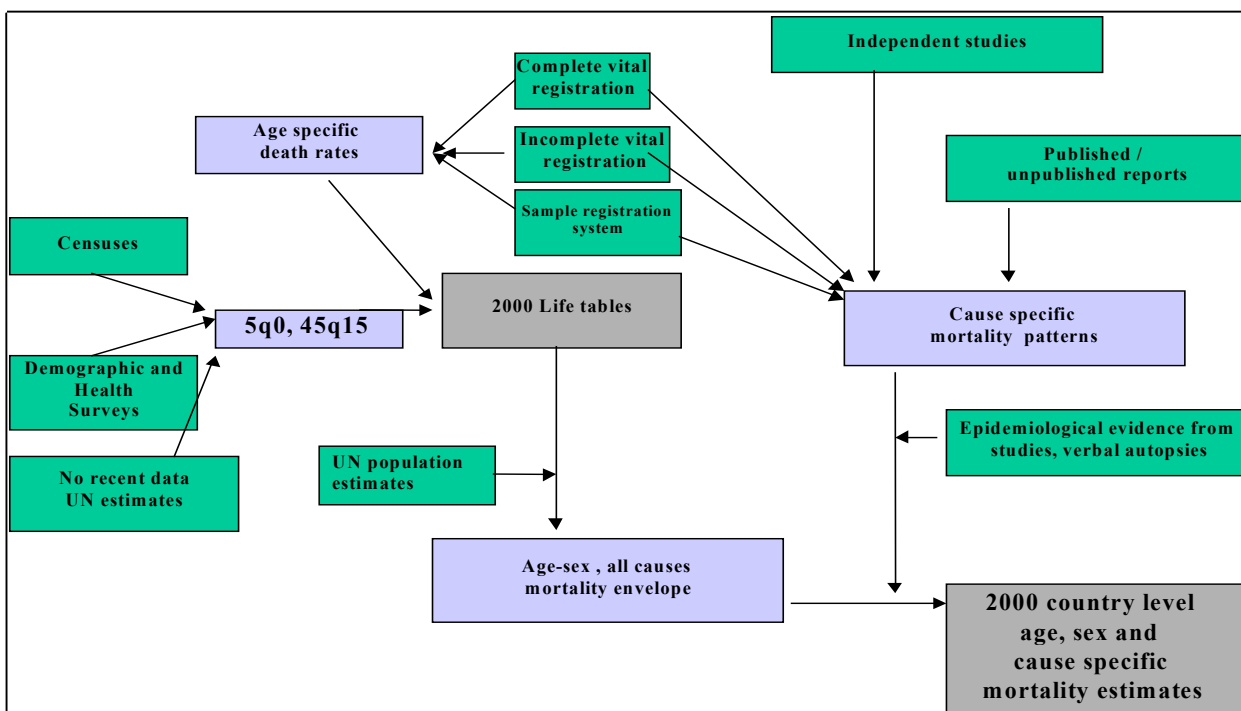 Independent studies
Complete vital
registration
Age specific
death rates
Incomplete vital
registration
Published /
unpublished reports
Sample registration
system
Censuses
2000 Life tables
5q0, 45q15
Cause specific
mortality patterns
Demographic and
Health
Surveys
Epidemiological evidence from
studies, verbal autopsies
UN population
estimates
No recent data
UN estimates
Age-sex , all causes
mortality envelope
2000 country level
age, sex and
cause specific
mortality estimates